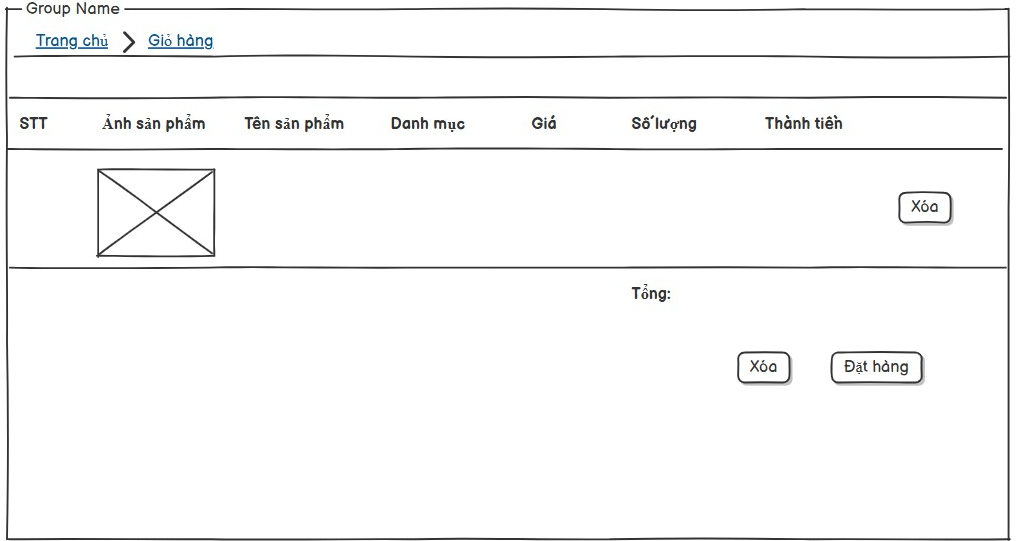 Group Name
Trang chủ Giỏ hàng
STT Ảnh sản phẩm Tên sản phẩm Danh mục Giá Số lượng Thành tiền
Xóa
Tổng:
Xóa Đặt hàng